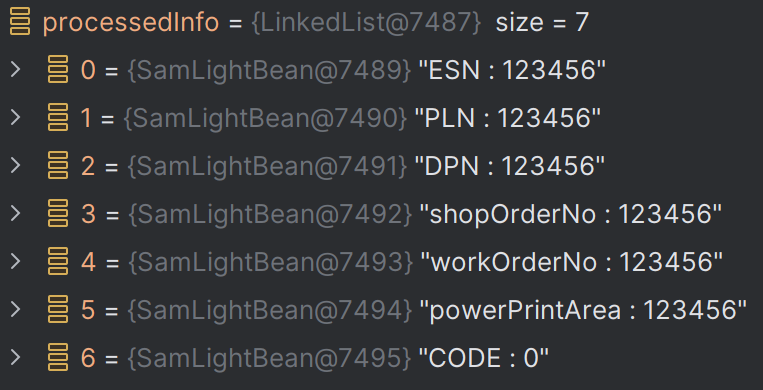 processedInfo = {LinkedList@7487} size = 7
0 = {SamLightBean@7489} "ESN : 123456"
1 = {SamLightBean@7490} "PLN : 123456"
2 = {SamLightBean@7491} "DPN : 123456"
3 = {SamLightBean@7492} "shopOrderNo : 123456"
4 = {SamLightBean@7493} "workOrderNo : 123456"
5 = {SamLightBean@7494} "powerPrintArea : 123456"
6 = {SamLightBean@7495} "CODE : 0"